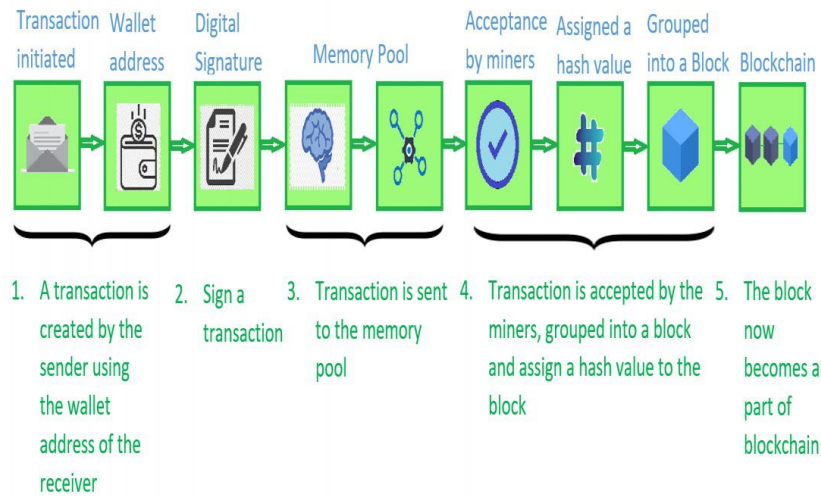 Transaction
initiated
Wallet
address
Digital
Signature
Memory Pool
Acceptance
by miners
Assigned a
hash value
Grouped
into a Block
Blockchain
1. A transaction is
created by the
sender using
the wallet
address of the
receiver
2. Sign a
transaction
3. Transaction is sent
to the memory
pool
4. Transaction is accepted by the
miners, grouped into a block
and assign a hash value to the
block
5. The block
now
becomes a
part of
blockchain